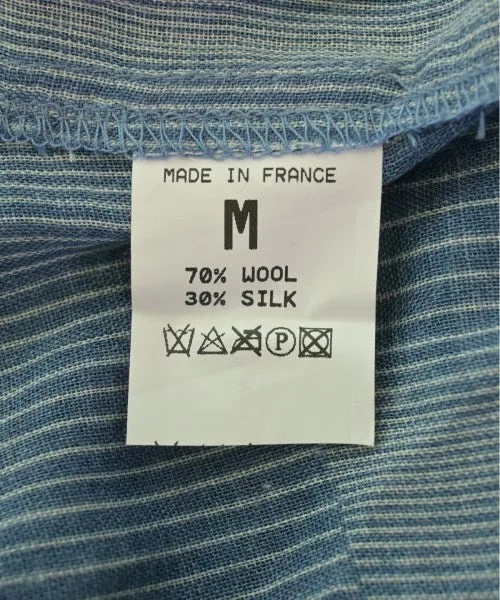 MADE IN FRANCE
M
70% WOOL
30% SILK
P